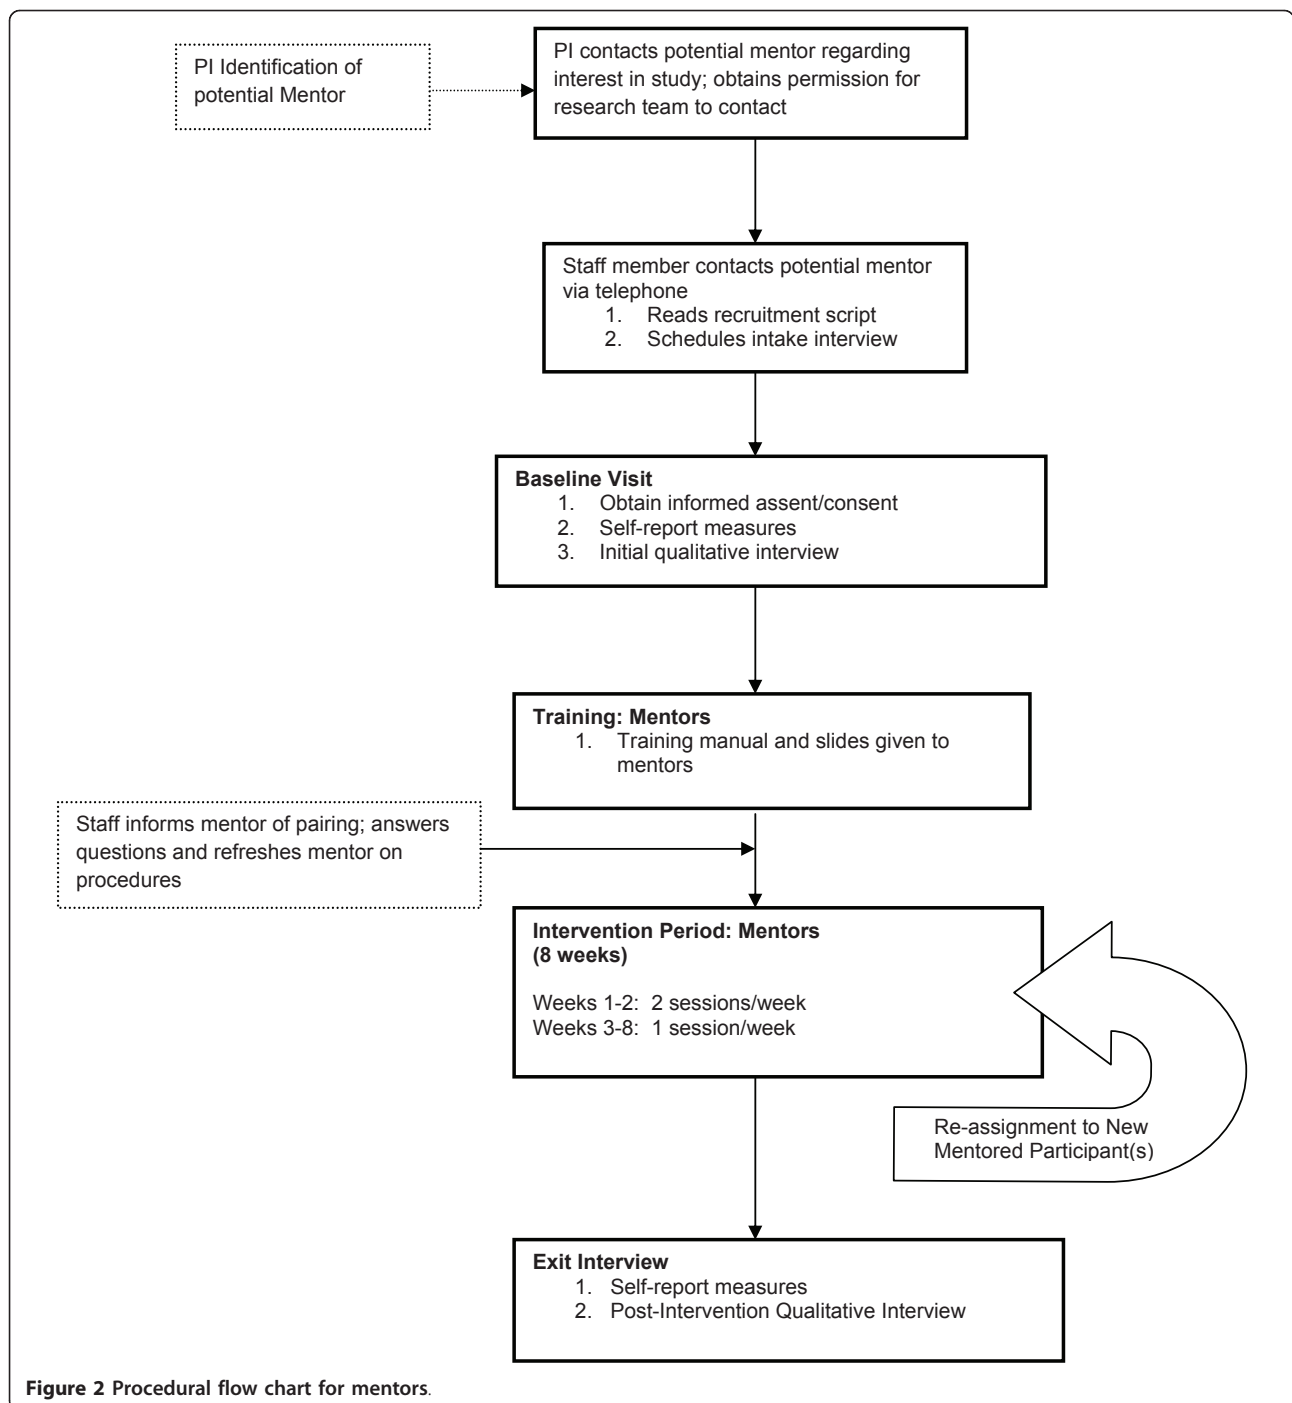 PI Identification of
potential Mentor
PI contacts potential mentor regarding
interest in study; obtains permission for
research team to contact
Staff member contacts potential mentor
via telephone
1. Reads recruitment script
2. Schedules intake interview
Baseline Visit
1. Obtain informed assent/consent
2. Self-report measures
3. Initial qualitative interview
Training: Mentors
1. Training manual and slides given to
mentors
Staff informs mentor of pairing; answers
questions and refreshes mentor on
procedures
Intervention Period: Mentors
(8 weeks)
Weeks 1-2: 2 sessions/week
Weeks 3-8: 1 session/week
Re-assignment to New
Mentored Participant(s)
Exit Interview
1. Self-report measures
2. Post-Intervention Qualitative Interview
Figure 2 Procedural flow chart for mentors.